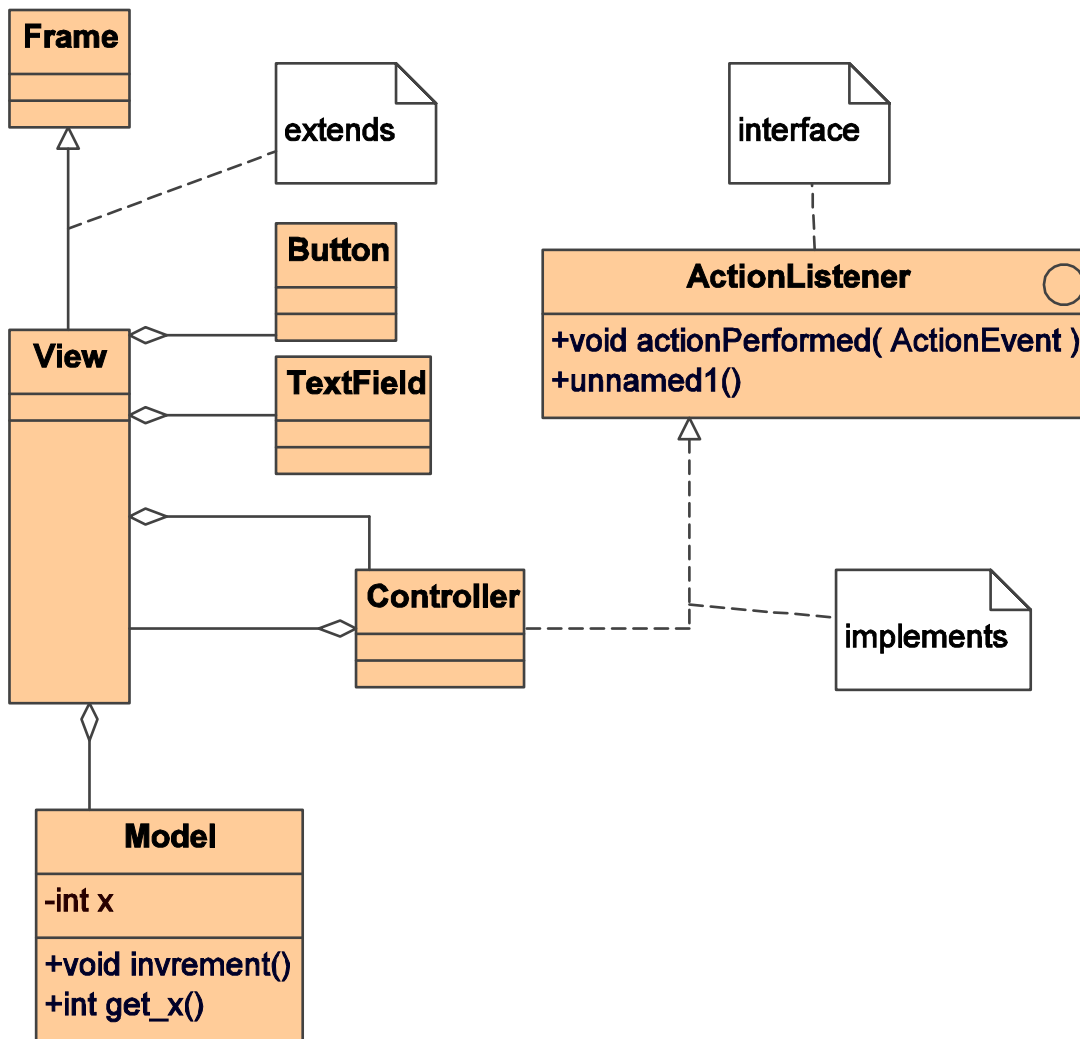 Frame
extends
interface
Button
ActionListener
+void actionPerformed( ActionEvent )
+unnamed1()
View
TextField
Controller
implements
Model
-int x
+void invrement()
+int get_x()